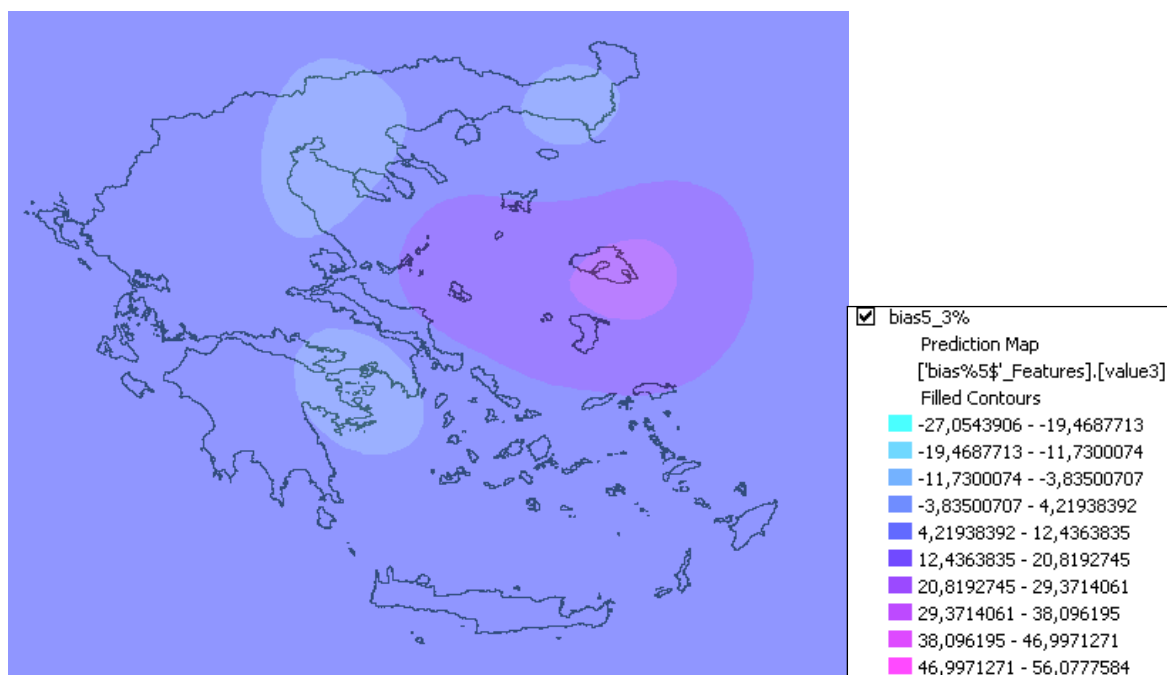 bias5_3%
Prediction Map
['bias%5$'_Features].[value3]
Filled Contours
-27,0543906 - -19,4687713
-19,4687713 - -11,7300074
-11,7300074 - -3,83500707
-3,83500707 - 4,21938392
4,21938392 - 12,4363835
12,4363835 - 20,8192745
20,8192745 - 29,3714061
29,3714061 - 38,096195
38,096195 - 46,9971271
46,9971271 - 56,0777584